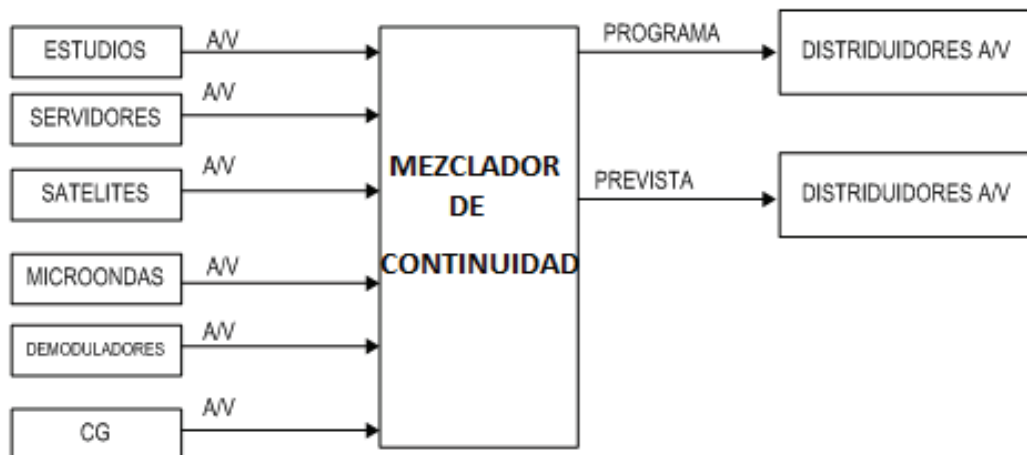 ESTUDIOS
A/V
SERVIDORES
A/V
SATELITES
A/V
MICROONDAS
A/V
DEMODULADORES
A/V
CG
A/V
MEZCLADOR
DE
CONTINUIDAD
PROGRAMA
DISTRIDUIDORES A/V
PREVISTA
DISTRIDUIDORES A/V